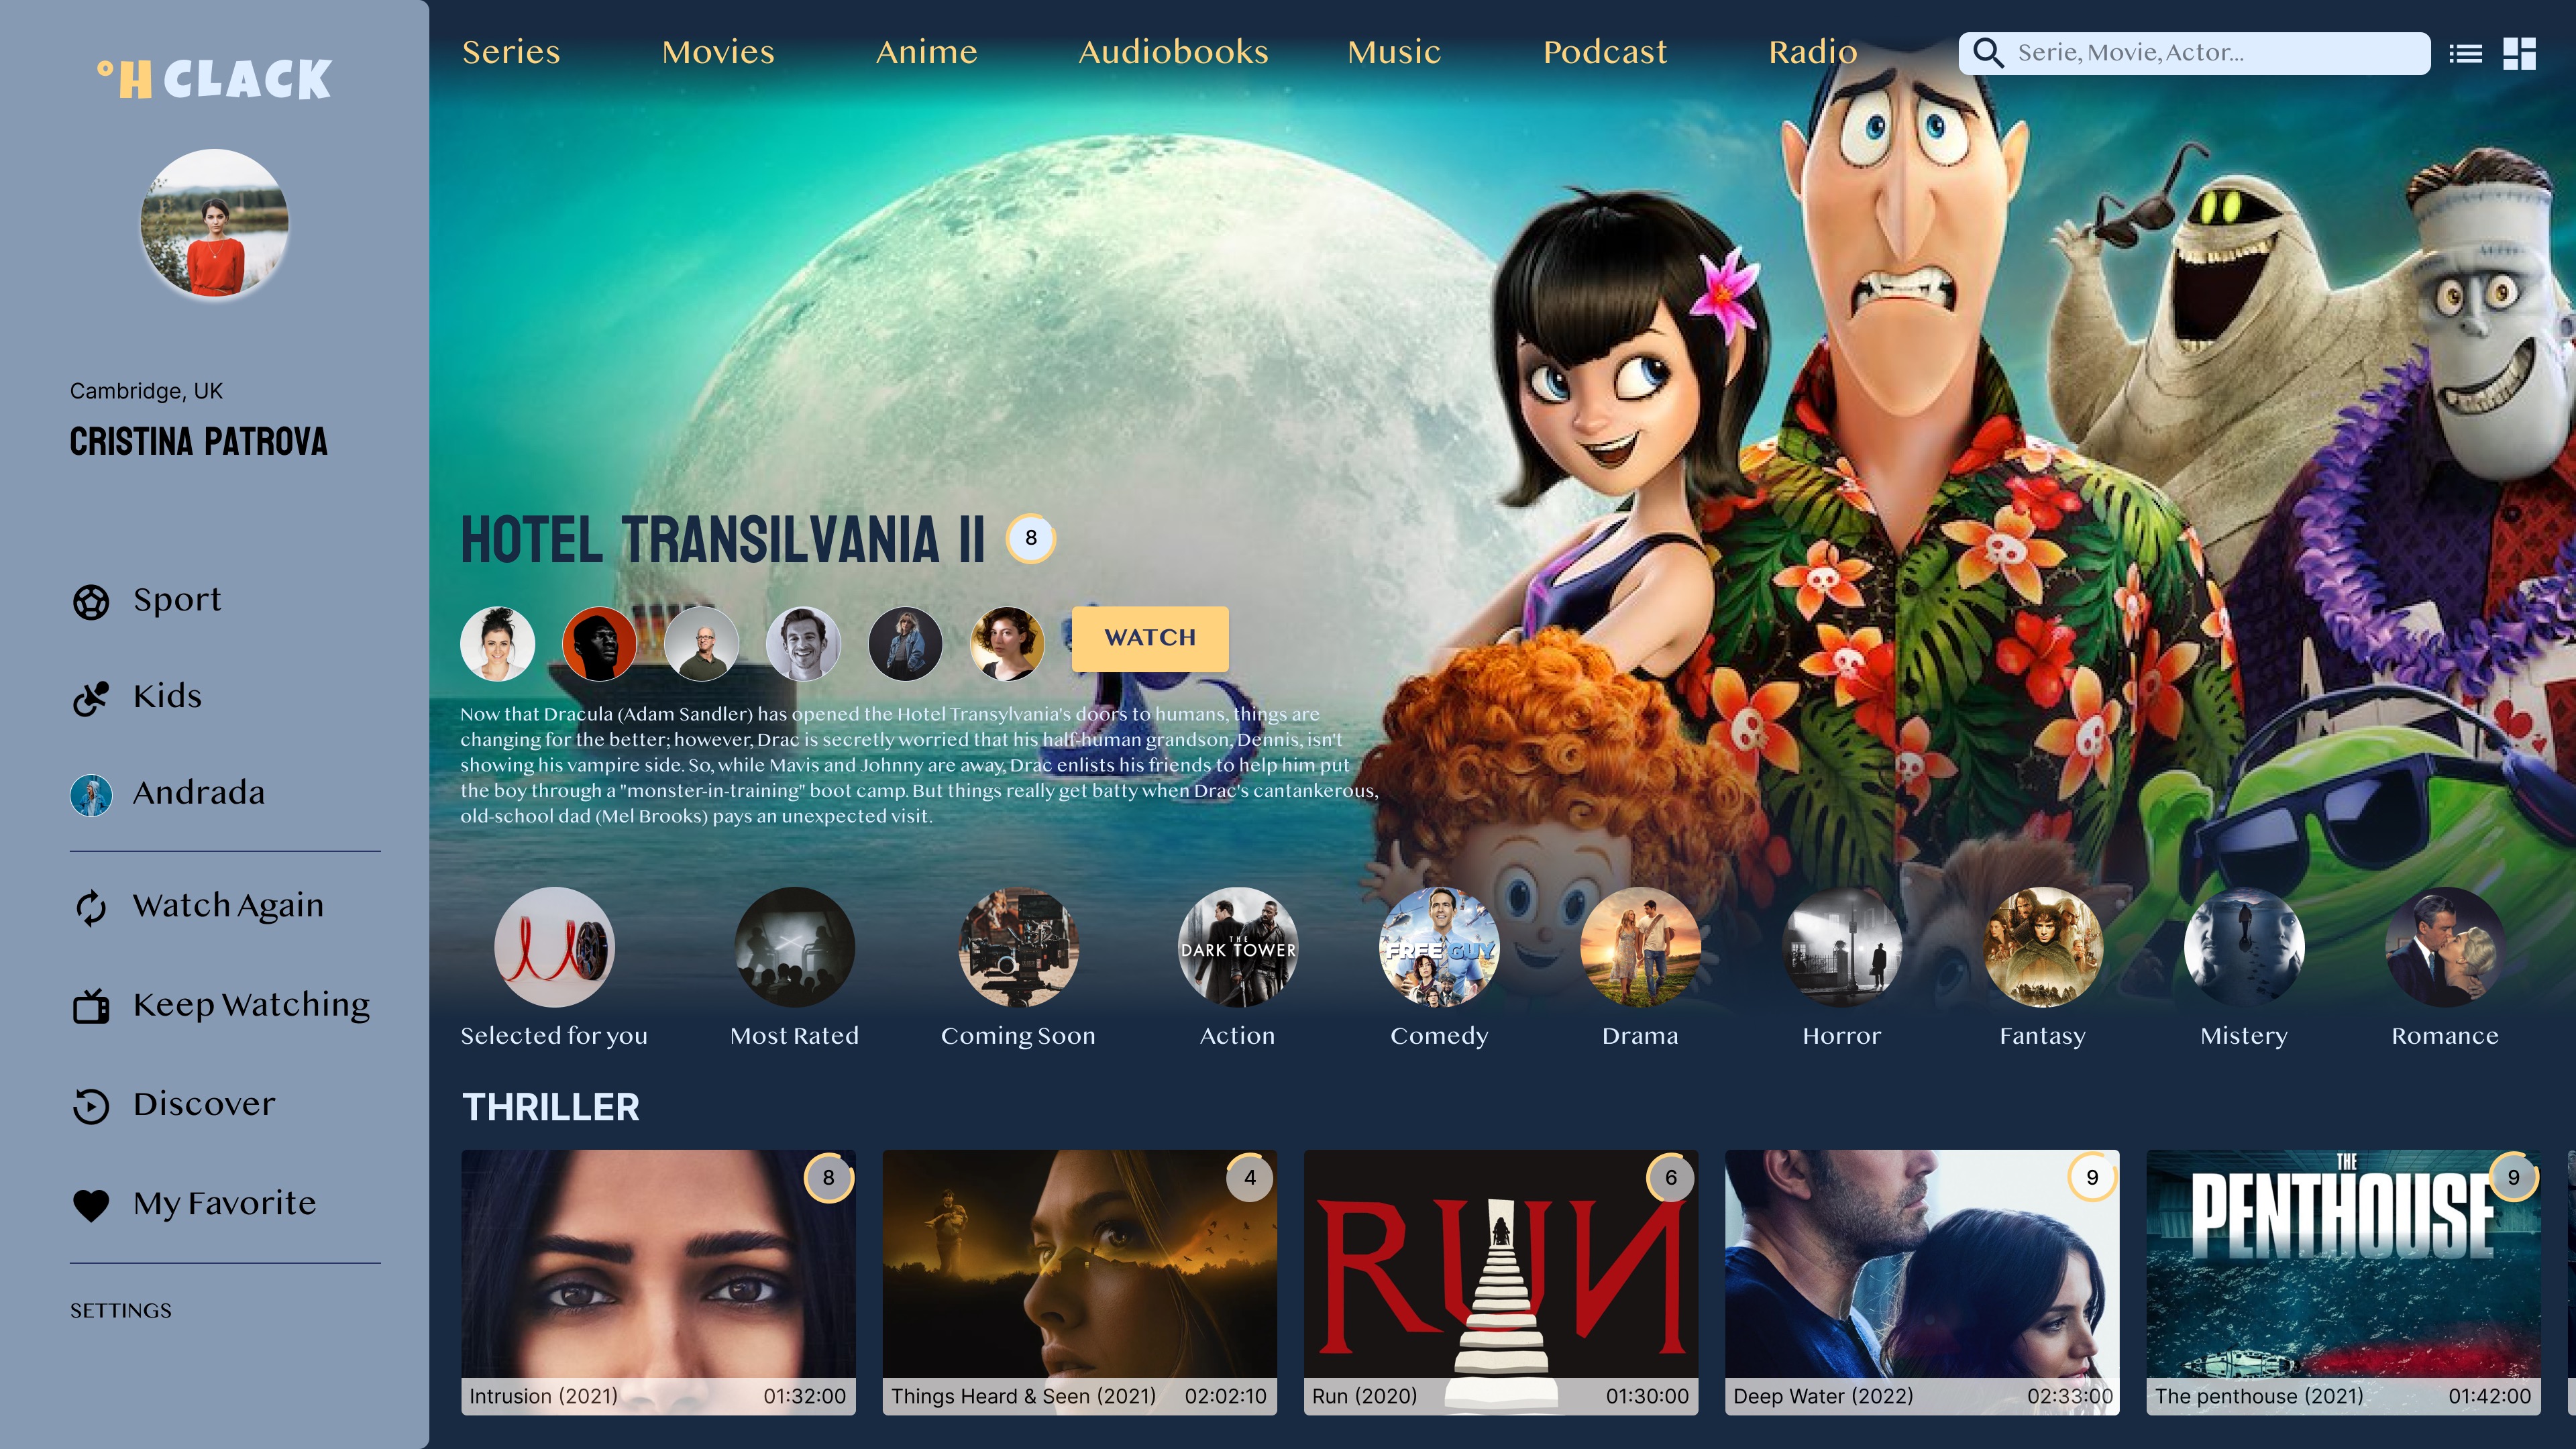 °H CLACK
Cambridge, UK
CRISTINA PATROVA
Sport
Kids
Andrada
Watch Again
Keep Watching
Discover
My Favorite
SETTINGS
Series Movies Anime Audiobooks Music Podcast Radio
Serie, Movie, Actor...
HOTEL TRANSILVANIA II 8
WATCH
Now that Dracula (Adam Sandler) has opened the Hotel Transylvania's doors to humans, things are
changing for the better; however, Drac is secretly worried that his half-human grandson, Dennis, isn't
showing his vampire side. So, while Mavis and Johnny are away, Drac enlists his friends to help him put
the boy through a "monster-in-training" boot camp. But things really get batty when Drac's cantankerous,
old-school dad (Mel Brooks) pays an unexpected visit.
THE
DARK TOWER
FREE GUY
Selected for you Most Rated Coming Soon Action Comedy Drama Horror Fantasy Mistery Romance
THRILLER
8
Intrusion (2021) 01:32:00
4
Things Heard & Seen (2021) 02:02:10
6
RUN
Run (2020) 01:30:00
9
Deep Water (2022) 02:33:00
THE
PENTHOUSE
9
The penthouse (2021) 01:42:00